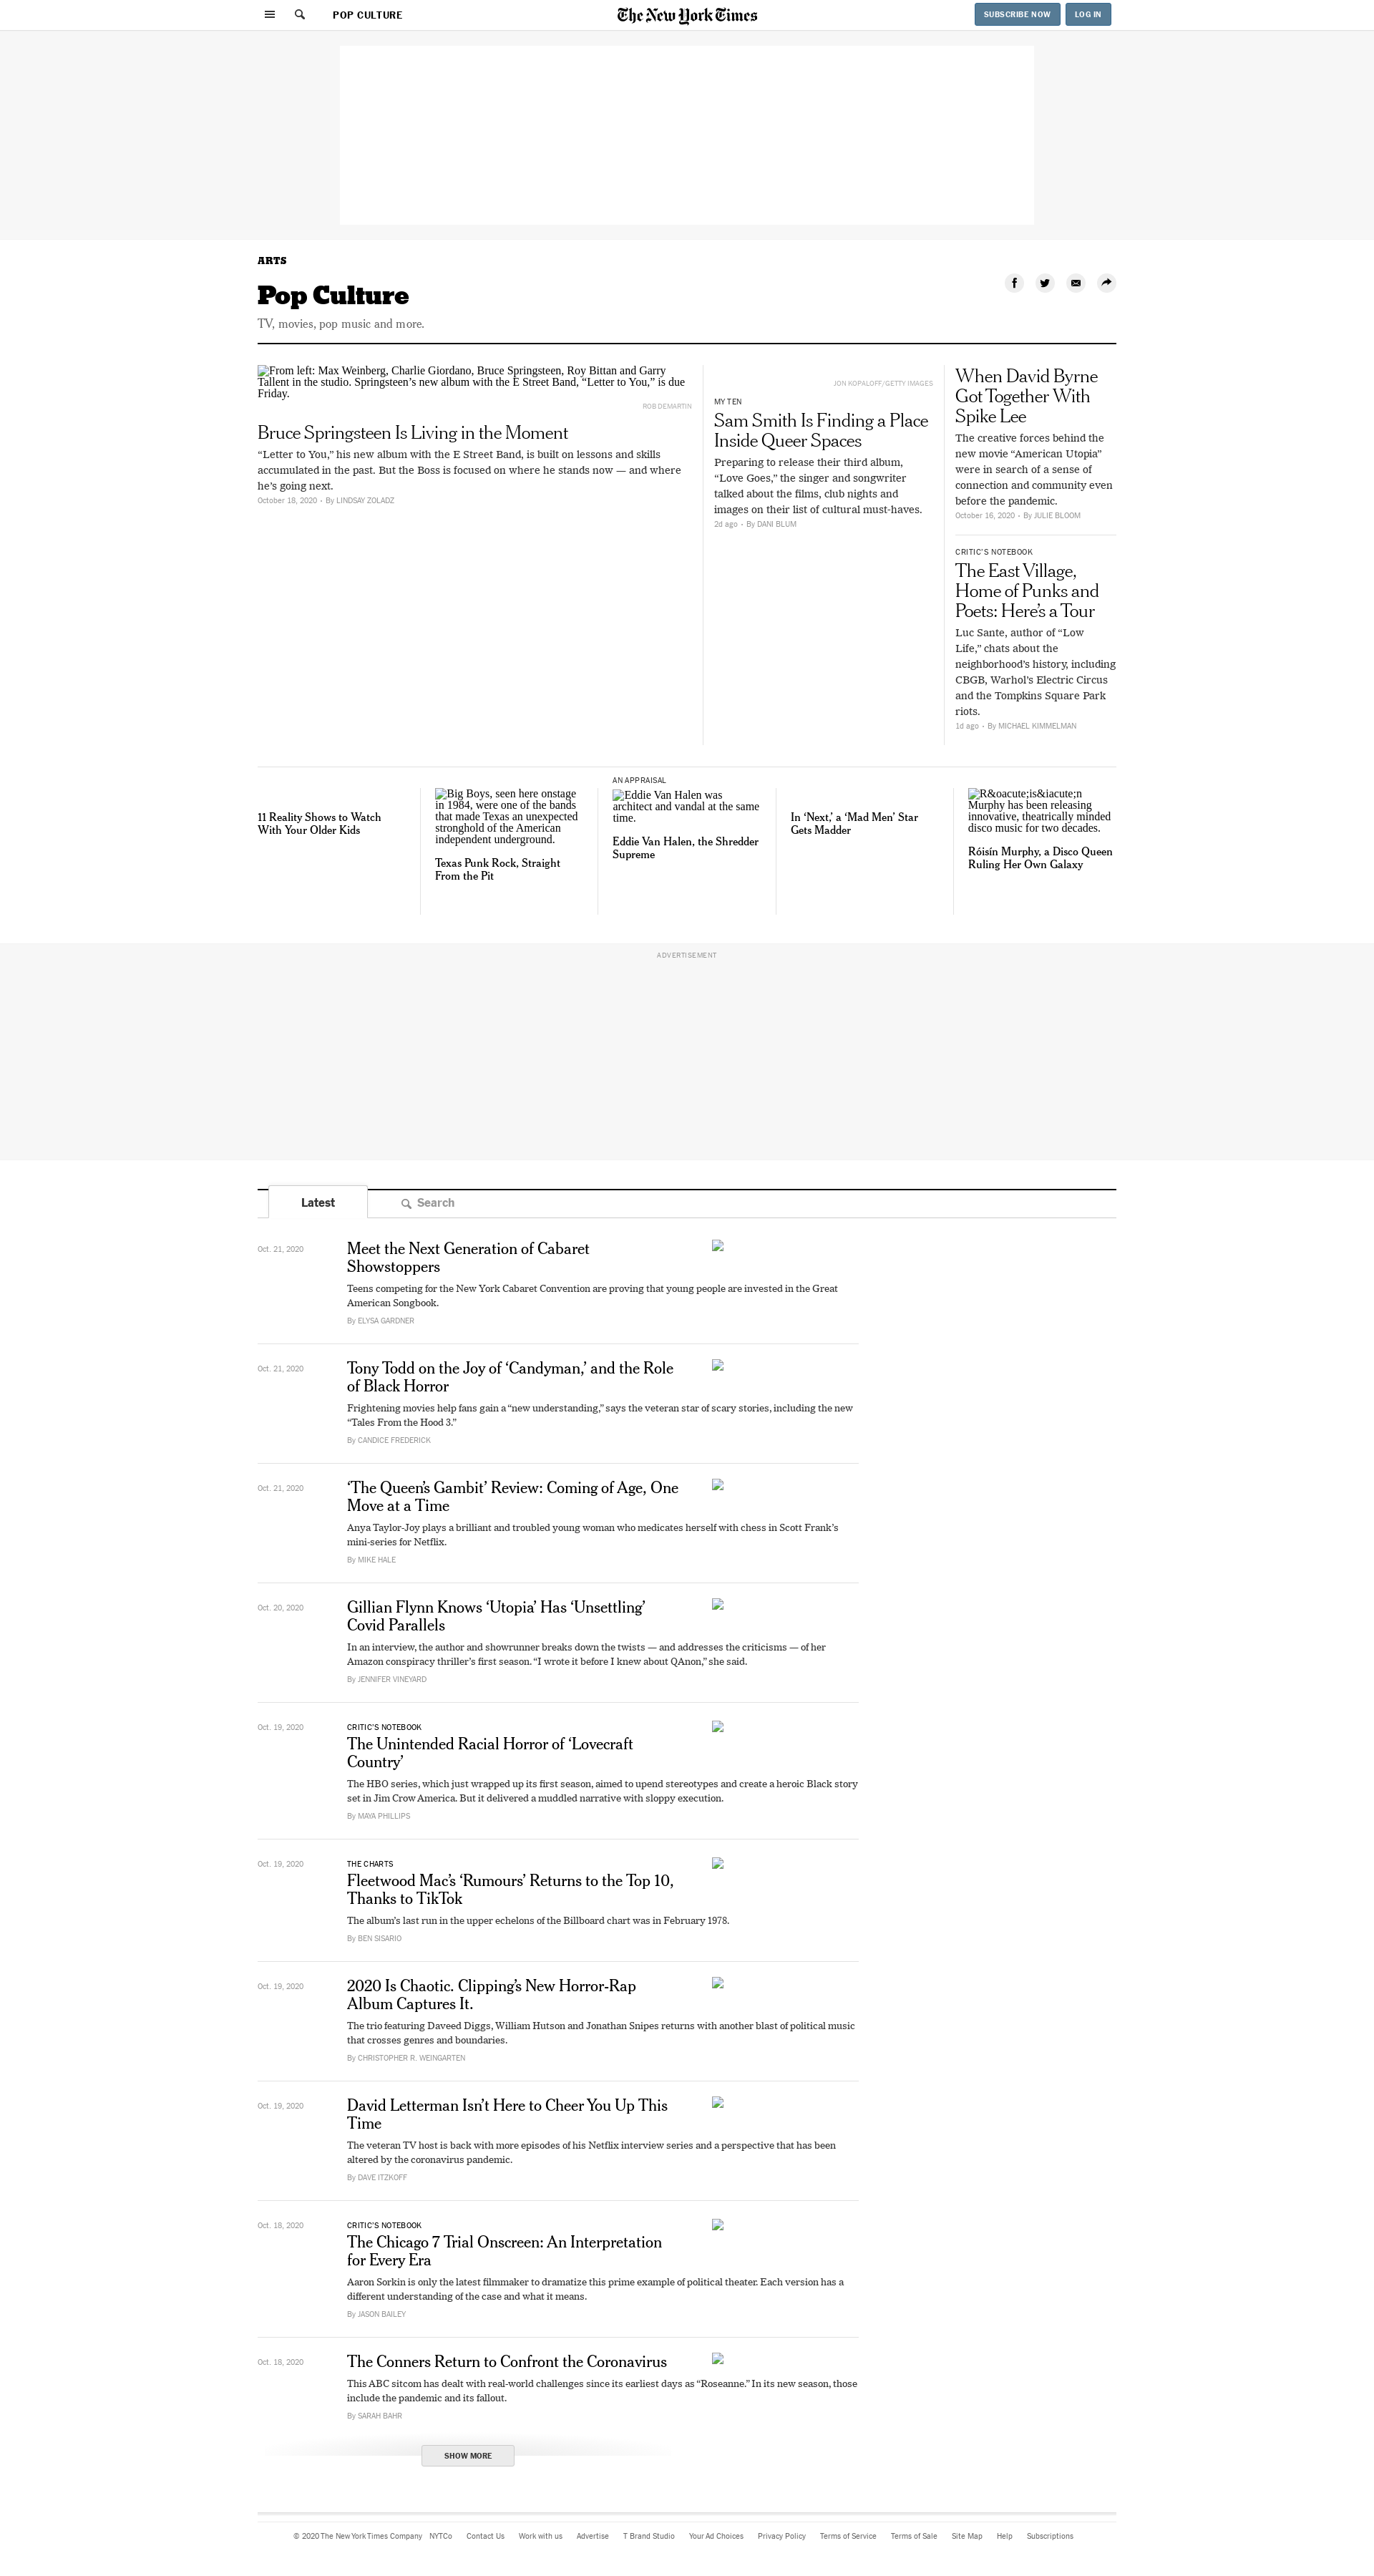 POP CULTURE
The New York Times
SUBSCRIBE NOW
LOG IN
ARTS
Pop Culture
TV, movies, pop music and more.
From left: Max Weinberg, Charlie Giordano, Bruce Springsteen, Roy Bittan and Garry
Tallent in the studio. Springsteen’s new album with the E Street Band, “Letter to You,” is due
Friday.
ROB DEMARTIN
Bruce Springsteen Is Living in the Moment
“Letter to You,” his new album with the E Street Band, is built on lessons and skills
accumulated in the past. But the Boss is focused on where he stands now — and where
he’s going next.
October 18, 2020 • By LINDSAY ZOLADZ
JON KOPALOFF/GETTY IMAGES
MY TEN
Sam Smith Is Finding a Place
Inside Queer Spaces
Preparing to release their third album,
“Love Goes,” the singer and songwriter
talked about the films, club nights and
images on their list of cultural must-haves.
2d ago • By DANI BLUM
When David Byrne
Got Together With
Spike Lee
The creative forces behind the
new movie “American Utopia”
were in search of a sense of
connection and community even
before the pandemic.
October 16, 2020 • By JULIE BLOOM
CRITIC’S NOTEBOOK
The East Village,
Home of Punks and
Poets: Here’s a Tour
Luc Sante, author of “Low
Life,” chats about the
neighborhood’s history, including
CBGB, Warhol’s Electric Circus
and the Tompkins Square Park
riots.
1d ago • By MICHAEL KIMMELMAN
11 Reality Shows to Watch
With Your Older Kids
Big Boys, seen here onstage
in 1984, were one of the bands
that made Texas an unexpected
stronghold of the American
independent underground.
Texas Punk Rock, Straight
From the Pit
AN APPRAISAL
Eddie Van Halen was
architect and vandal at the same
time.
Eddie Van Halen, the Shredder
Supreme
In ‘Next,’ a ‘Mad Men’ Star
Gets Madder
R&oacute;is&iacute;n
Murphy has been releasing
innovative, theatrically minded
disco music for two decades.
Róisín Murphy, a Disco Queen
Ruling Her Own Galaxy
ADVERTISEMENT
Latest
Search
Oct. 21, 2020
Meet the Next Generation of Cabaret
Showstoppers
Teens competing for the New York Cabaret Convention are proving that young people are invested in the Great
American Songbook.
By ELYSA GARDNER
Oct. 21, 2020
Tony Todd on the Joy of ‘Candyman,’ and the Role
of Black Horror
Frightening movies help fans gain a “new understanding,” says the veteran star of scary stories, including the new
“Tales From the Hood 3.”
By CANDICE FREDERICK
Oct. 21, 2020
‘The Queen’s Gambit’ Review: Coming of Age, One
Move at a Time
Anya Taylor-Joy plays a brilliant and troubled young woman who medicates herself with chess in Scott Frank’s
mini-series for Netflix.
By MIKE HALE
Oct. 20, 2020
Gillian Flynn Knows ‘Utopia’ Has ‘Unsettling’
Covid Parallels
In an interview, the author and showrunner breaks down the twists — and addresses the criticisms — of her
Amazon conspiracy thriller’s first season. “I wrote it before I knew about QAnon,” she said.
By JENNIFER VINEYARD
Oct. 19, 2020
CRITIC’S NOTEBOOK
The Unintended Racial Horror of ‘Lovecraft
Country’
The HBO series, which just wrapped up its first season, aimed to upend stereotypes and create a heroic Black story
set in Jim Crow America. But it delivered a muddled narrative with sloppy execution.
By MAYA PHILLIPS
Oct. 19, 2020
THE CHARTS
Fleetwood Mac’s ‘Rumours’ Returns to the Top 10,
Thanks to TikTok
The album’s last run in the upper echelons of the Billboard chart was in February 1978.
By BEN SISARIO
Oct. 19, 2020
2020 Is Chaotic. Clipping’s New Horror-Rap
Album Captures It.
The trio featuring Daveed Diggs, William Hutson and Jonathan Snipes returns with another blast of political music
that crosses genres and boundaries.
By CHRISTOPHER R. WEINGARTEN
Oct. 19, 2020
David Letterman Isn’t Here to Cheer You Up This
Time
The veteran TV host is back with more episodes of his Netflix interview series and a perspective that has been
altered by the coronavirus pandemic.
By DAVE ITZKOFF
Oct. 18, 2020
CRITIC’S NOTEBOOK
The Chicago 7 Trial Onscreen: An Interpretation
for Every Era
Aaron Sorkin is only the latest filmmaker to dramatize this prime example of political theater. Each version has a
different understanding of the case and what it means.
By JASON BAILEY
Oct. 18, 2020
The Conners Return to Confront the Coronavirus
This ABC sitcom has dealt with real-world challenges since its earliest days as “Roseanne.” In its new season, those
include the pandemic and its fallout.
By SARAH BAHR
SHOW MORE
© 2020 The New York Times Company NYTCo Contact Us Work with us Advertise T Brand Studio Your Ad Choices Privacy Policy Terms of Service Terms of Sale Site Map Help Subscriptions